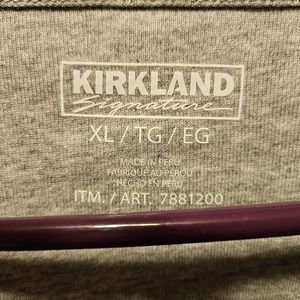 KIRKLAND
Signature
XL / TG / EG
MADE IN PERU
FABRIQUÉ AU PÉROU
HECHO EN PERÚ
ITM. / ART. 7881200